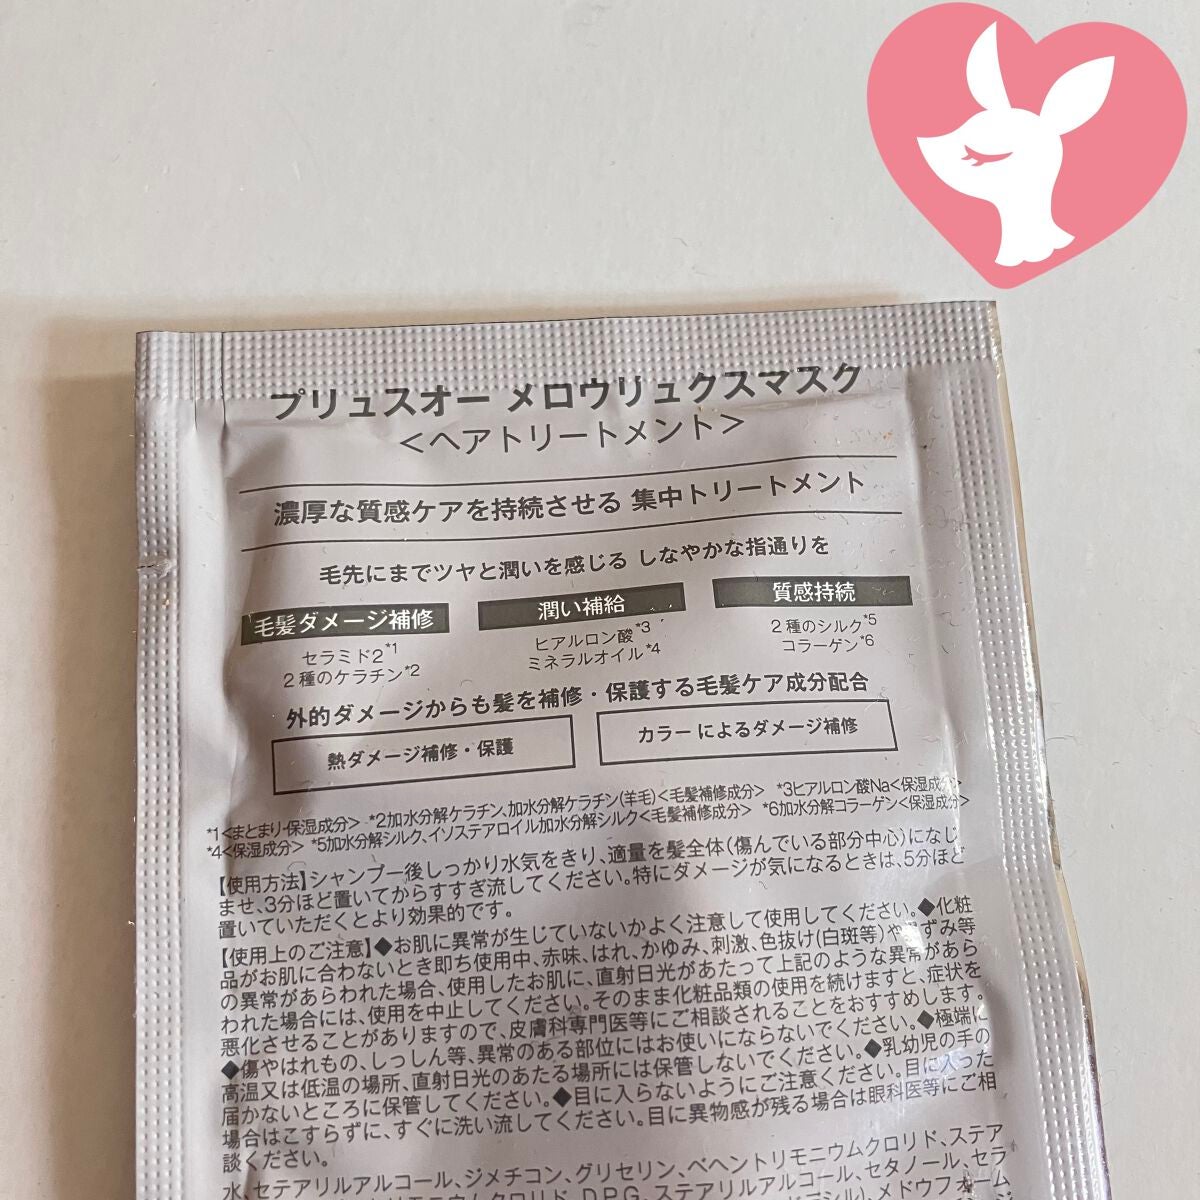 プリュスオー メロウリュクスマスク
＜ヘアトリートメント＞
濃厚な質感ケアを持続させる 集中トリートメント
毛先にまでツヤと潤いを感じる しなやかな指通りを
毛髪ダメージ補修
セラミド2*1
2種のケラチン*2
潤い補給
ヒアルロン酸*3
ミネラルオイル*4
質感持続
2種のシルク*5
コラーゲン*6
外的ダメージからも髪を補修・保護する毛髪ケア成分配合
熱ダメージ補修・保護
カラーによるダメージ補修
*1<まとまり・保湿成分> *2加水分解ケラチン、加水分解ケラチン(羊毛)<毛髪補修成分> *3ヒアルロン酸Na<保湿成分>
*4<保湿成分> *5加水分解シルク、イソステアロイル加水分解シルク<毛髪補修成分> *6加水分解コラーゲン<保湿成分>
【使用方法】シャンプー後しっかり水気をきり、適量を髪全体(傷んでいる部分中心)になじ
ませ、3分ほど置いてからすすぎ流してください。特にダメージが気になるときは、5分ほど
置いていただくとより効果的です。
【使用上のご注意】◆お肌に異常が生じていないかよく注意して使用してください。◆化粧
品がお肌に合わないとき即ち使用中、赤味、はれ、かゆみ、刺激、色抜け(白斑等)や ずみ等
の異常があらわれた場合、使用したお肌に、直射日光があたって上記のような異常があら
われた場合には、使用を中止してください。そのまま化粧品類の使用を続けますと、症状を
悪化させることがありますので、皮膚科専門医等にご相談されることをおすすめします。
◆傷やはれもの、しっしん等、異常のある部位にはお使いにならないでください。◆極端に
高温又は低温の場所、直射日光のあたる場所には保管しないでください。◆乳幼児の手の
届かないところに保管してください。◆目に入らないようにご注意ください。目に入った
場合はこすらずに、すぐに洗い流してください。目に異物感が残る場合は眼科医等にご相
談ください。
水、セテアリルアルコール、ジメチコン、グリセリン、ベヘントリモニウムクロリド、ステア
リモニウムクロリド、DPG、ステアリルアルコール、セタノール、セラ
メドウフォーム